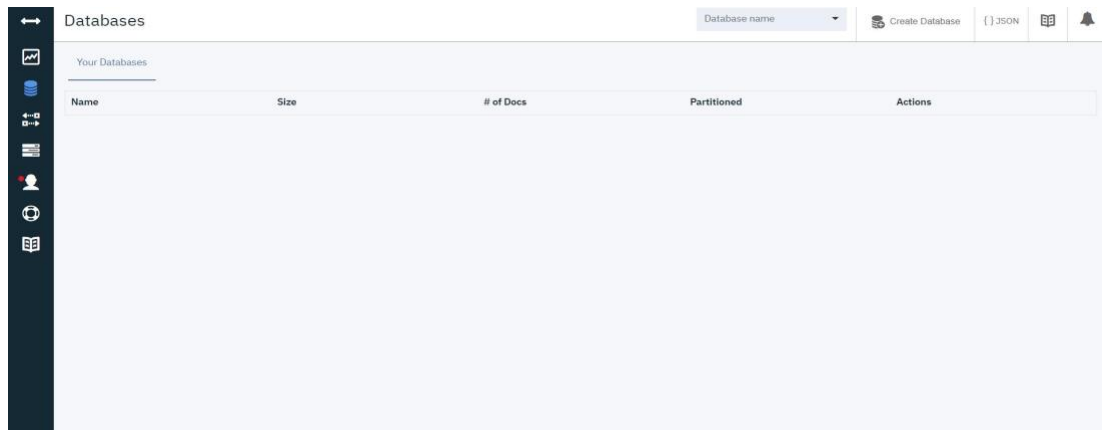 Databases
Database name
Create Database
{ } JSON
Your Databases
Name Size # of Docs Partitioned Actions